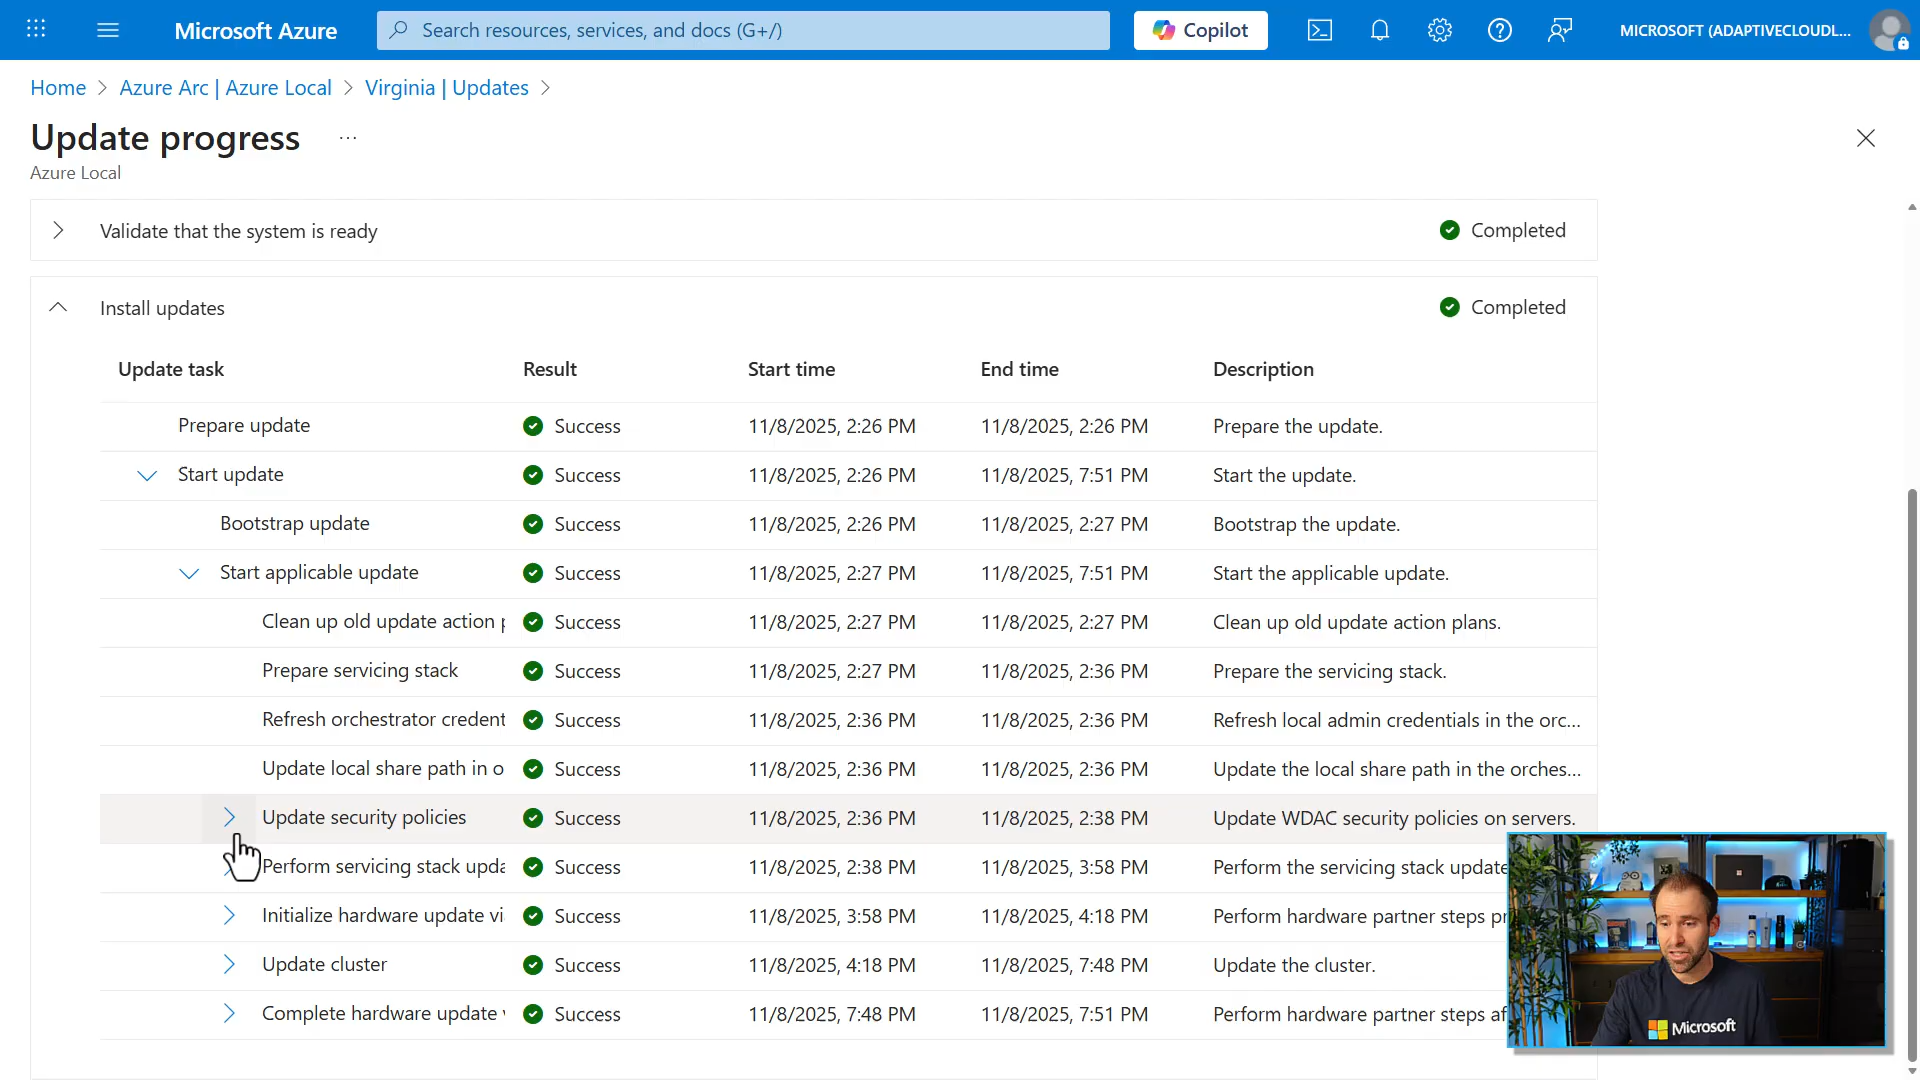 Microsoft Azure
Search resources, services, and docs (G+/)
Copilot
MICROSOFT (ADAPTIVECLOUDL...
Home > Azure Arc | Azure Local > Virginia | Updates >
Update progress ...
Azure Local
Validate that the system is ready Completed
Install updates Completed
Update task Result Start time End time Description
Prepare update Success 11/8/2025, 2:26 PM 11/8/2025, 2:26 PM Prepare the update.
Start update Success 11/8/2025, 2:26 PM 11/8/2025, 7:51 PM Start the update.
Bootstrap update Success 11/8/2025, 2:26 PM 11/8/2025, 2:27 PM Bootstrap the update.
Start applicable update Success 11/8/2025, 2:27 PM 11/8/2025, 7:51 PM Start the applicable update.
Clean up old update action p Success 11/8/2025, 2:27 PM 11/8/2025, 2:27 PM Clean up old update action plans.
Prepare servicing stack Success 11/8/2025, 2:27 PM 11/8/2025, 2:36 PM Prepare the servicing stack.
Refresh orchestrator credent Success 11/8/2025, 2:36 PM 11/8/2025, 2:36 PM Refresh local admin credentials in the orc...
Update local share path in o Success 11/8/2025, 2:36 PM 11/8/2025, 2:36 PM Update the local share path in the orches...
Update security policies Success 11/8/2025, 2:36 PM 11/8/2025, 2:38 PM Update WDAC security policies on servers.
Perform servicing stack upda Success 11/8/2025, 2:38 PM 11/8/2025, 3:58 PM Perform the servicing stack update
Initialize hardware update vi Success 11/8/2025, 3:58 PM 11/8/2025, 4:18 PM Perform hardware partner steps pr
Update cluster Success 11/8/2025, 4:18 PM 11/8/2025, 7:48 PM Update the cluster.
Complete hardware update v Success 11/8/2025, 7:48 PM 11/8/2025, 7:51 PM Perform hardware partner steps af
Microsoft